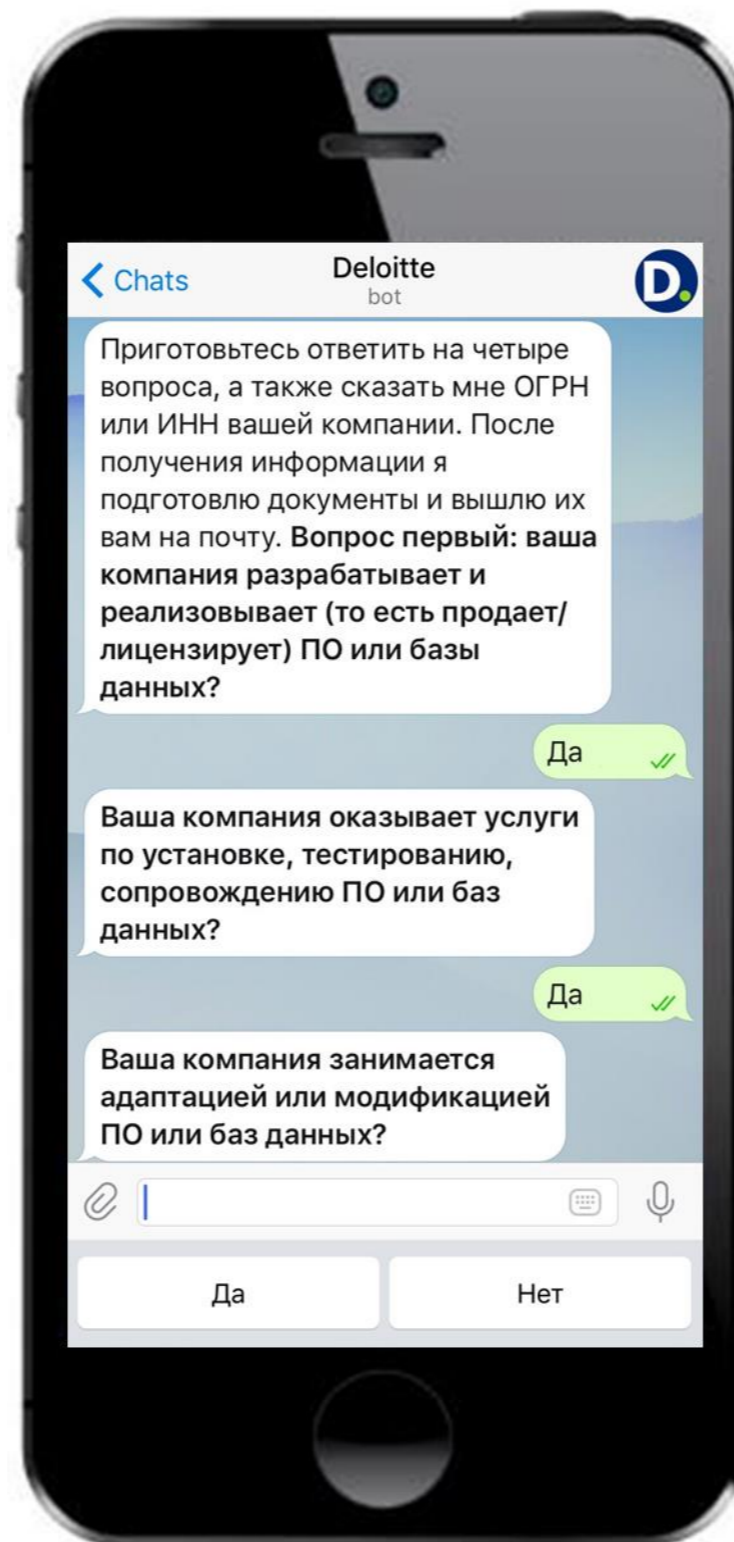 Chats
Deloitte
bot
D.
Приготовьтесь ответить на четыре
вопроса, а также сказать мне ОГРН
или ИНН вашей компании. После
получения информации я
подготовлю документы и вышлю их
вам на почту. Вопрос первый: ваша
компания разрабатывает и
реализовывает (то есть продает/
лицензирует) ПО или базы
данных?
Да
Ваша компания оказывает услуги
по установке, тестированию,
сопровождению ПО или баз
данных?
Да
Ваша компания занимается
адаптацией или модификацией
ПО или баз данных?
Да
Нет